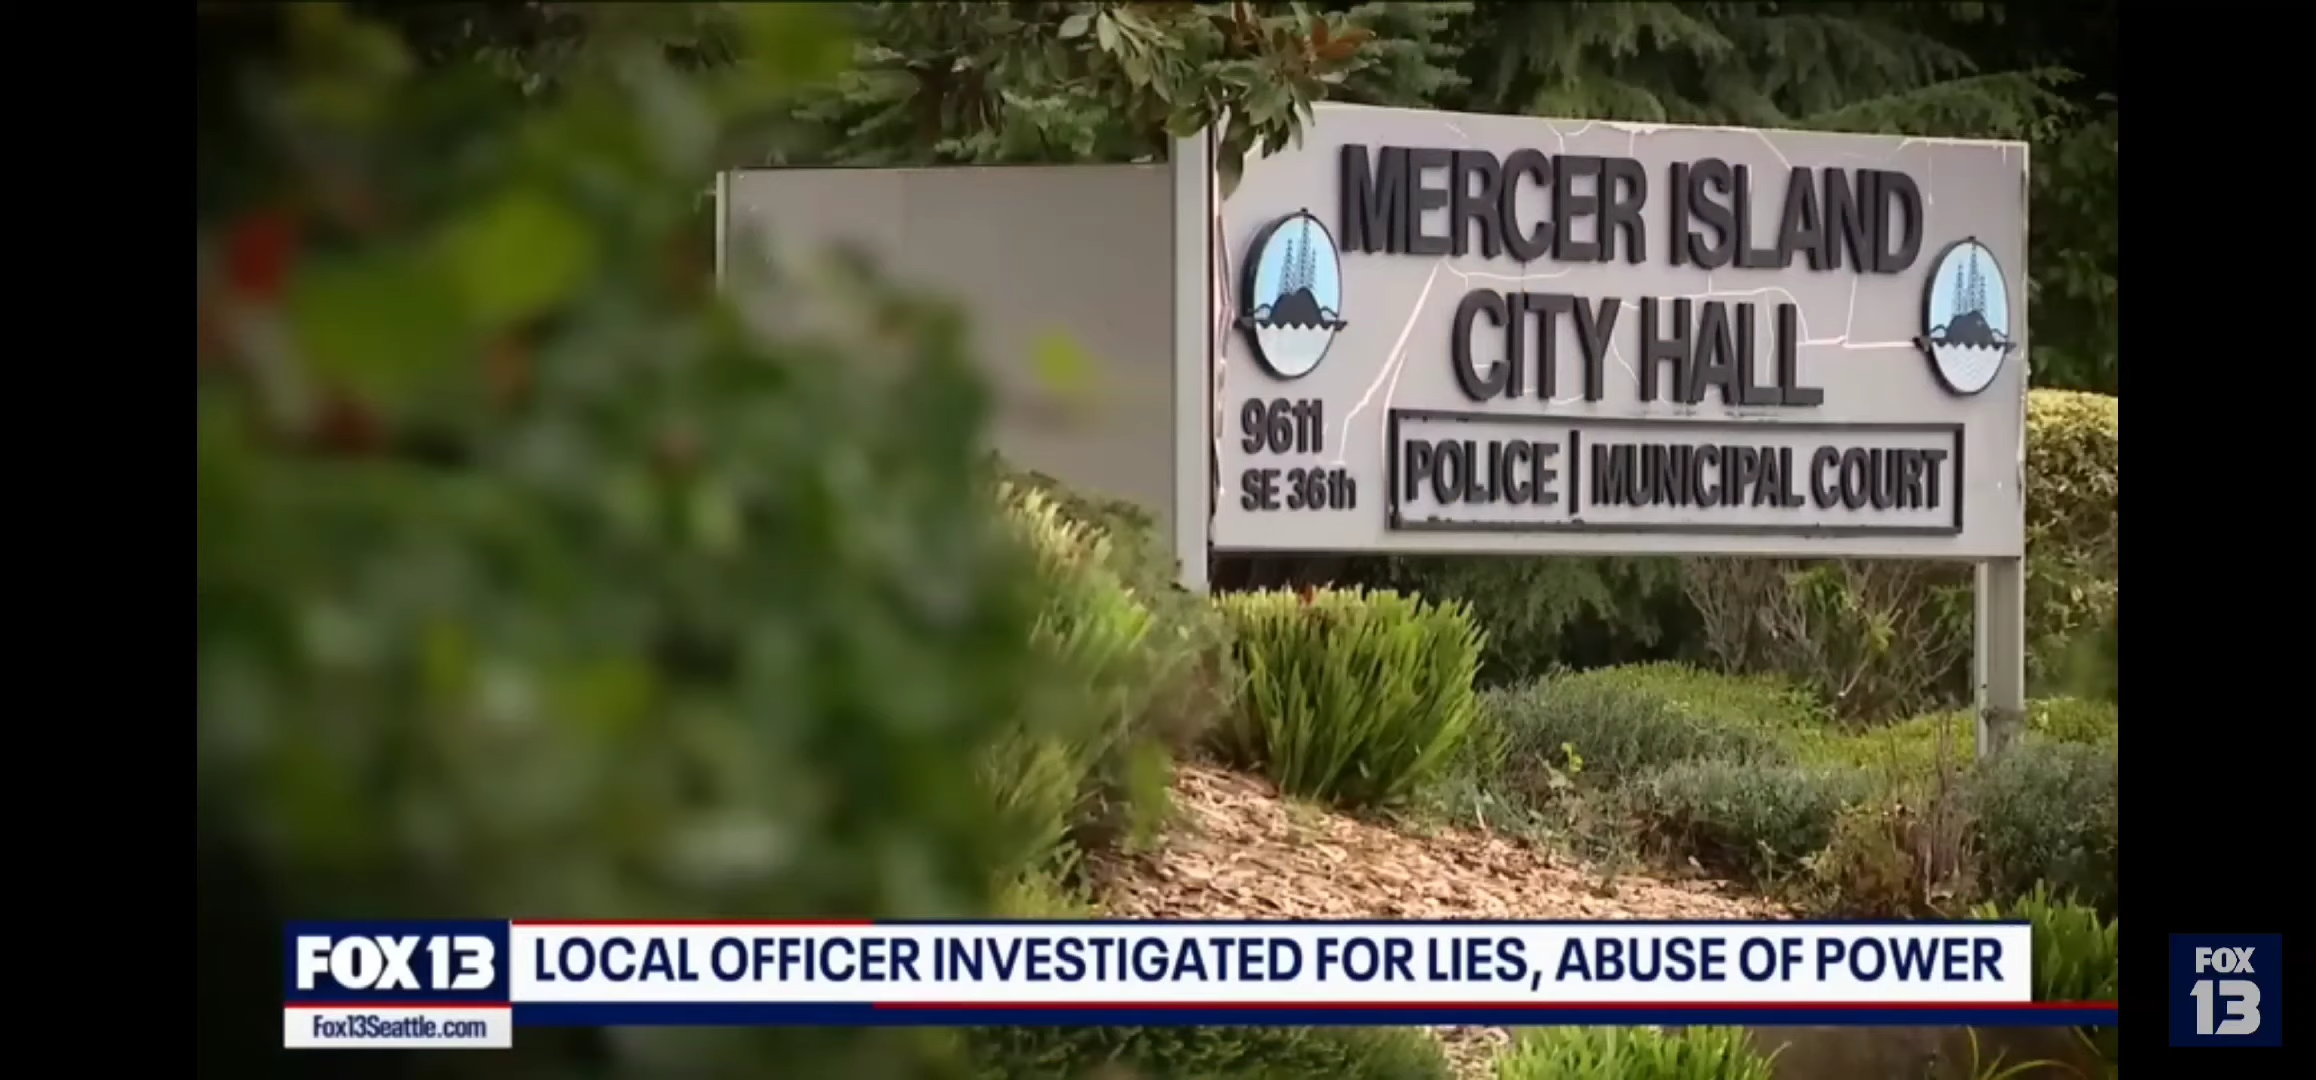 MERCER ISLAND
CITY HALL
9611
SE 36th
POLICE | MUNICIPAL COURT
FOX 13
LOCAL OFFICER INVESTIGATED FOR LIES, ABUSE OF POWER
Fox13Seattle.com
FOX
13